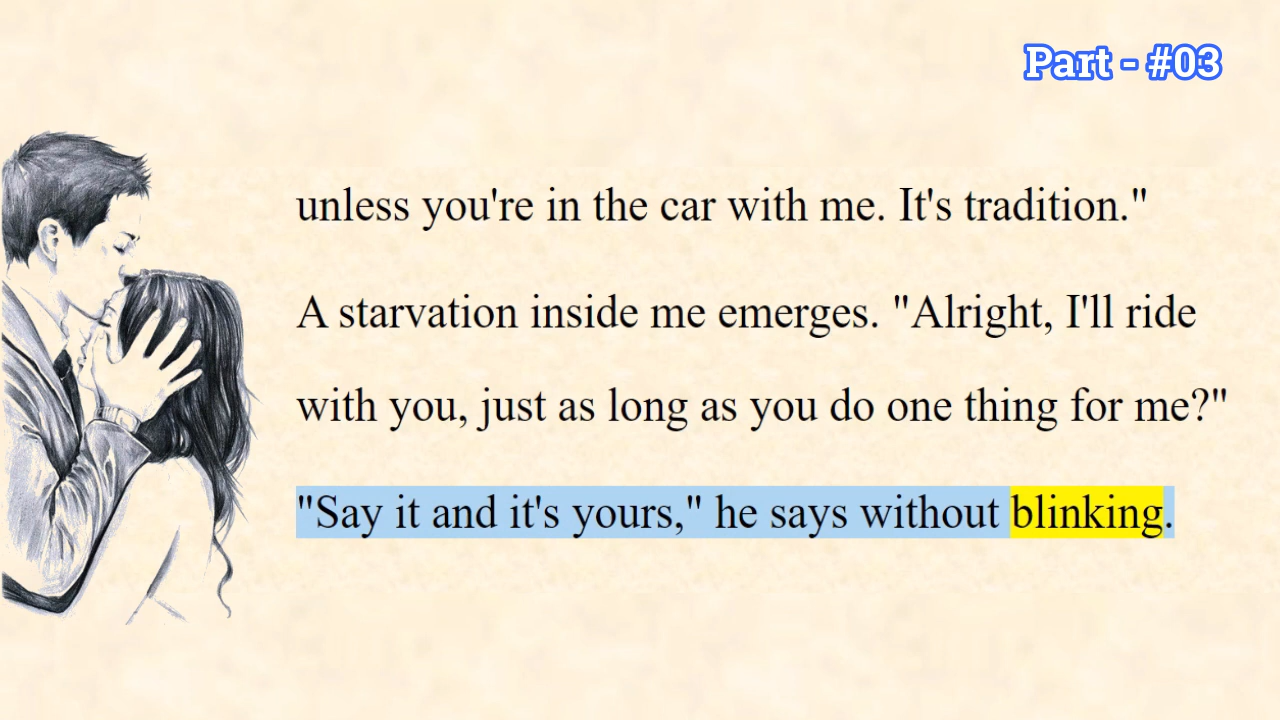 Part - #03
unless you're in the car with me. It's tradition."
A starvation inside me emerges. "Alright, I'll ride
with you, just as long as you do one thing for me?"
"Say it and it's yours," he says without blinking.